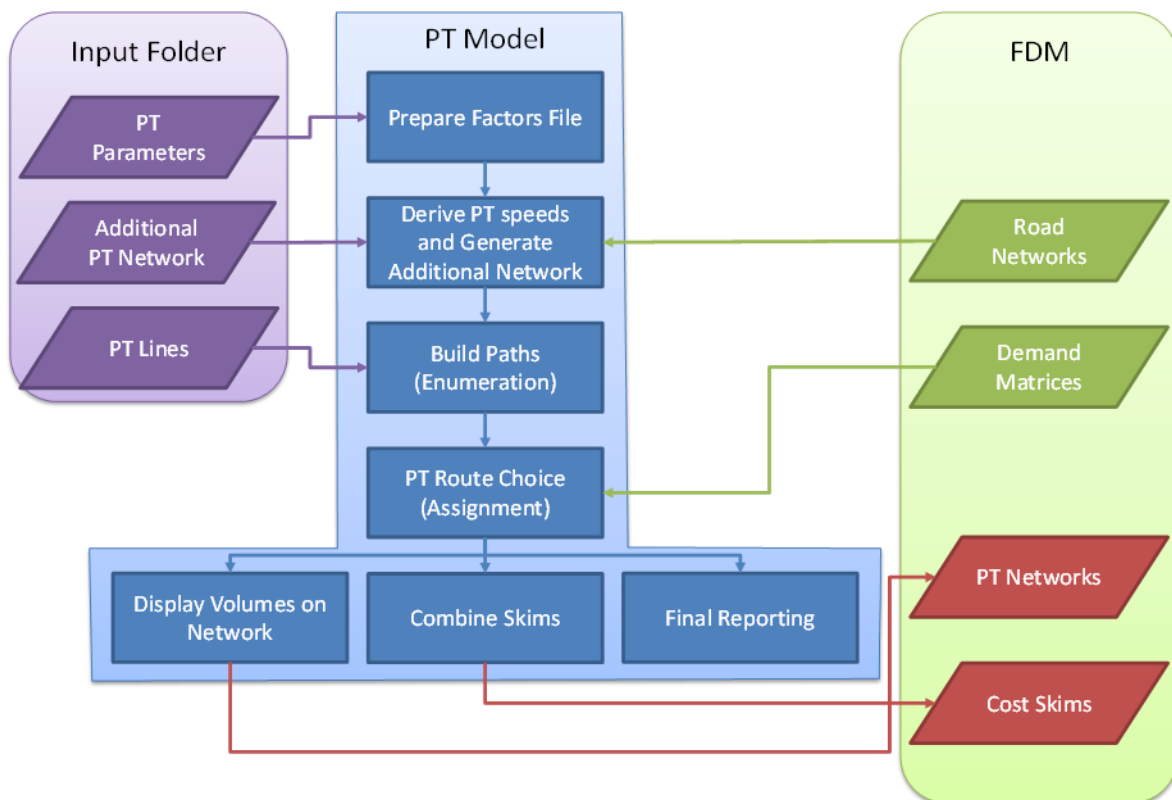 Input Folder
PT
Parameters
Additional
PT Network
PT Lines
PT Model
Prepare Factors File
Derive PT speeds
and Generate
Additional Network
Build Paths
(Enumeration)
PT Route Choice
(Assignment)
Display Volumes on
Network
Combine Skims
Final Reporting
FDM
Road
Networks
Demand
Matrices
PT Networks
Cost Skims